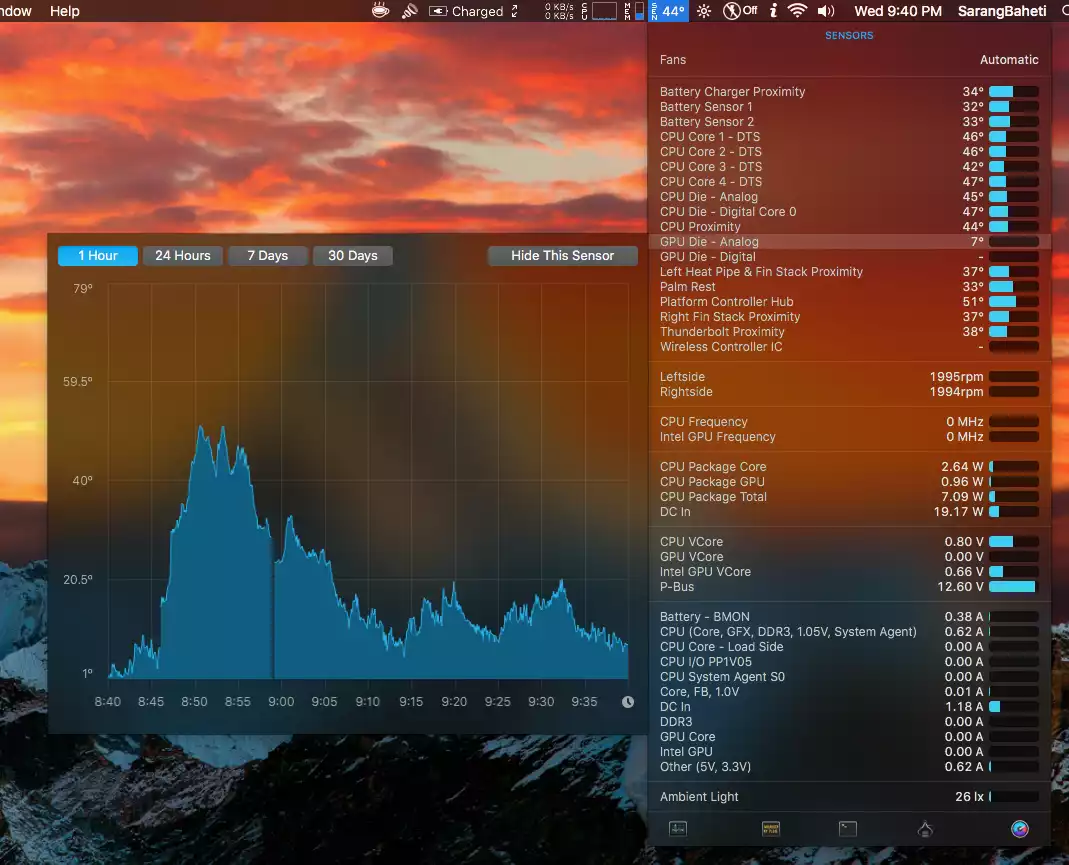 ndow Help Charged 0 KB/s 0 KB/s CPU MEM SEN 44° Off Wed 9:40 PM SarangBaheti
SENSORS
Fans Automatic
Battery Charger Proximity 34°
Battery Sensor 1 32°
Battery Sensor 2 33°
CPU Core 1 - DTS 46°
CPU Core 2 - DTS 46°
CPU Core 3 - DTS 42°
CPU Core 4 - DTS 47°
CPU Die - Analog 45°
CPU Die - Digital Core 0 47°
CPU Proximity 44°
GPU Die - Analog 7°
GPU Die - Digital -
Left Heat Pipe & Fin Stack Proximity 37°
Palm Rest 33°
Platform Controller Hub 51°
Right Fin Stack Proximity 37°
Thunderbolt Proximity 38°
Wireless Controller IC -
Leftside 1995rpm
Rightside 1994rpm
CPU Frequency 0 MHz
Intel GPU Frequency 0 MHz
CPU Package Core 2.64 W
CPU Package GPU 0.96 W
CPU Package Total 7.09 W
DC In 19.17 W
CPU VCore 0.80 V
GPU VCore 0.00 V
Intel GPU VCore 0.66 V
P-Bus 12.60 V
Battery - BMON 0.38 A
CPU (Core, GFX, DDR3, 1.05V, System Agent) 0.62 A
CPU Core - Load Side 0.00 A
CPU I/O PP1V05 0.00 A
CPU System Agent S0 0.00 A
Core, FB, 1.0V 0.01 A
DC In 1.18 A
DDR3 0.00 A
GPU Core 0.00 A
Intel GPU 0.00 A
Other (5V, 3.3V) 0.62 A
Ambient Light 26 lx
1 Hour 24 Hours 7 Days 30 Days Hide This Sensor
79°
59.5°
40°
20.5°
1°
8:40 8:45 8:50 8:55 9:00 9:05 9:10 9:15 9:20 9:25 9:30 9:35